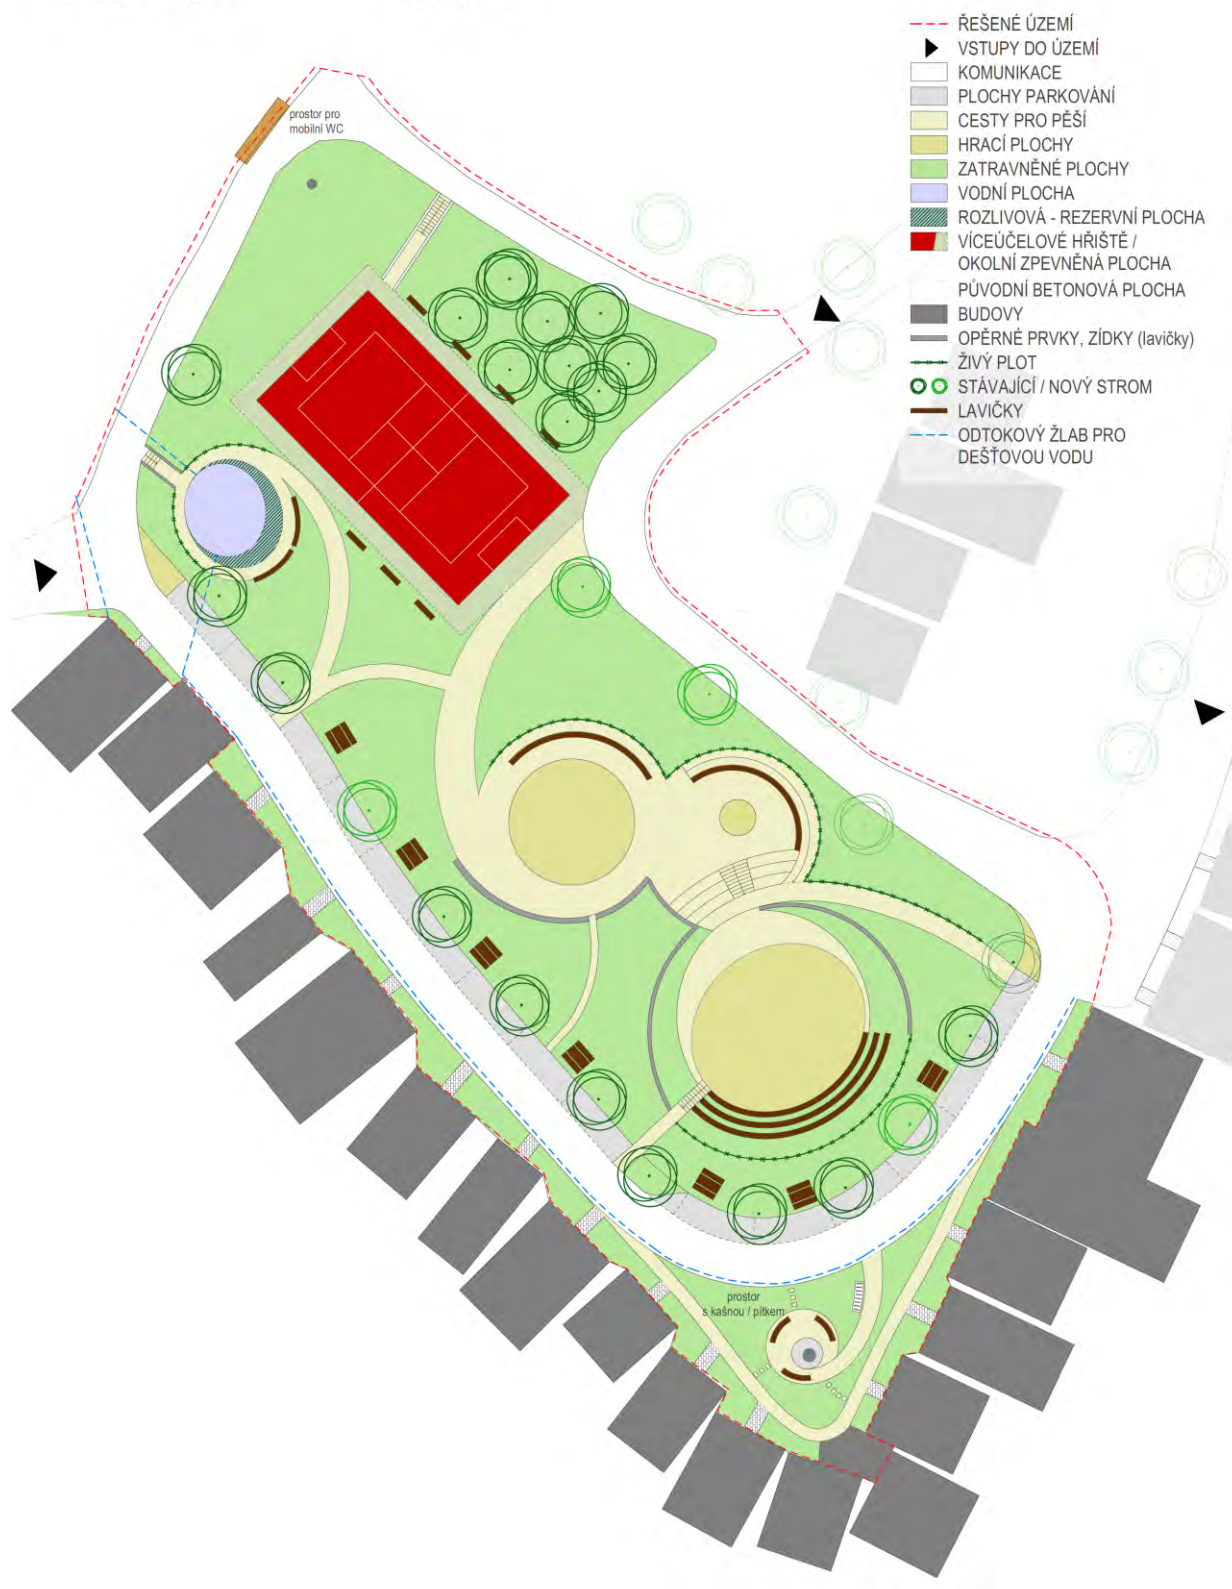 ŘEŠENÉ ÚZEMÍ
VSTUPY DO ÚZEMÍ
KOMUNIKACE
PLOCHY PARKOVÁNÍ
CESTY PRO PĚŠÍ
HRACÍ PLOCHY
ZATRAVNĚNÉ PLOCHY
VODNÍ PLOCHA
ROZLIVOVÁ - REZERVNÍ PLOCHA
VÍCEÚČELOVÉ HŘIŠTĚ /
OKOLNÍ ZPEVNĚNÁ PLOCHA
PŮVODNÍ BETONOVÁ PLOCHA
BUDOVY
OPĚRNÉ PRVKY, ZÍDKY (lavičky)
ŽIVÝ PLOT
STÁVAJÍCÍ / NOVÝ STROM
LAVIČKY
ODTOKOVÝ ŽLAB PRO
DEŠŤOVOU VODU
prostor pro
mobilní WC
prostor
s kašnou / pítkem